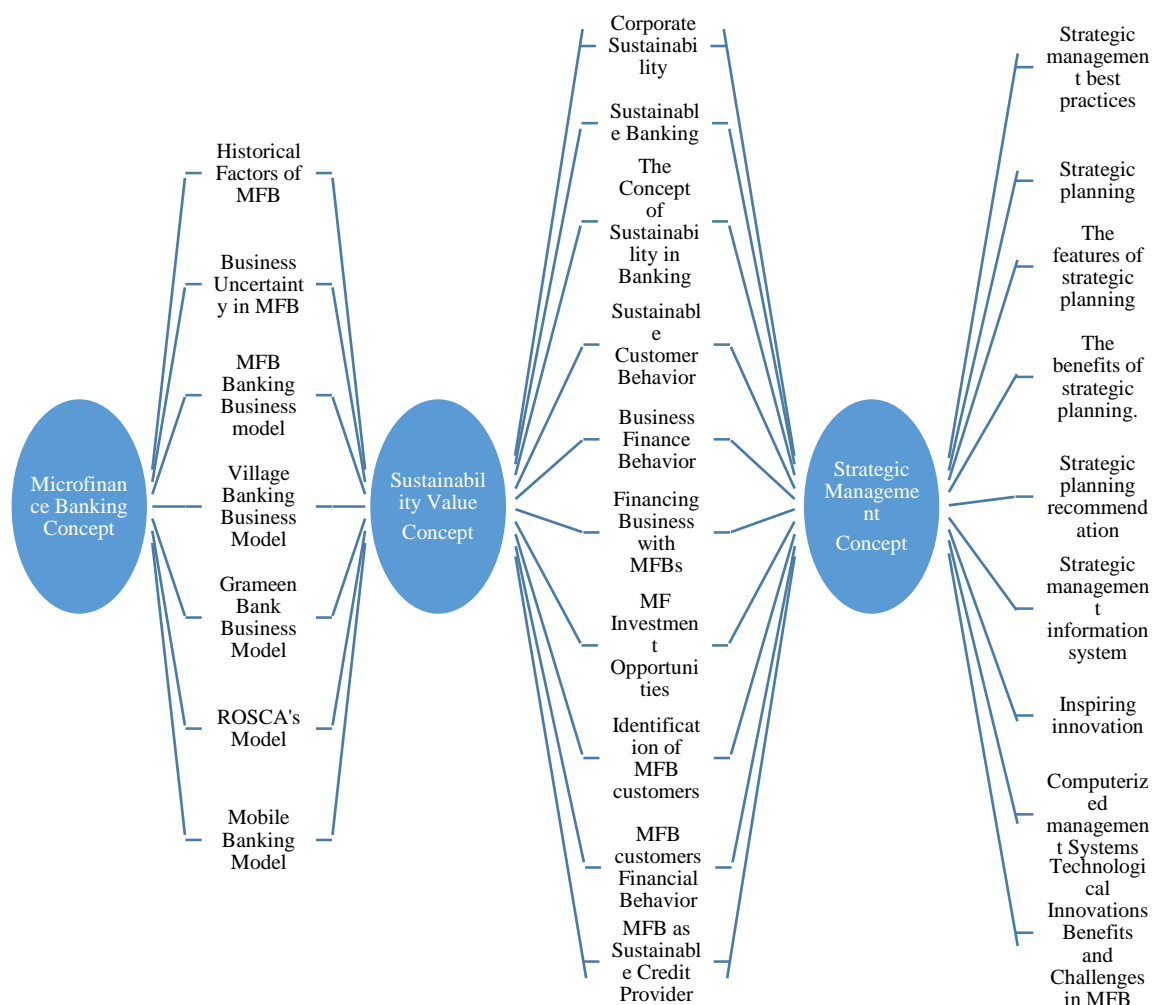 Historical
Factors of
MFB
Business
Uncertaint
y in MFB
MFB
Banking
Business
model
Village
Banking
Business
Model
Grameen
Bank
Business
Model
ROSCA's
Model
Mobile
Banking
Model
Microfinan
ce Banking
Concept
Sustainabil
ity Value
Concept
Corporate
Sustainabi
lity
Sustainabl
e Banking
The
Concept
of
Sustainabi
lity in
Banking
Sustainabl
e
Customer
Behavior
Business
Finance
Behavior
Financing
Business
with
MFBs
MF
Investmen
t
Opportuni
ties
Identificat
ion of
MFB
customers
MFB
customers
Financial
Behavior
MFB as
Sustainabl
e Credit
Provider
Strategic
Manageme
nt
Concept
Strategic
managemen
t best
practices
Strategic
planning
The
features of
strategic
planning
The
benefits of
strategic
planning.
Strategic
planning
recommend
ation
Strategic
managemen
t
information
system
Inspiring
innovation
Computeriz
ed
managemen
t Systems
Technologi
cal
Innovations
Benefits
and
Challenges
in MFB